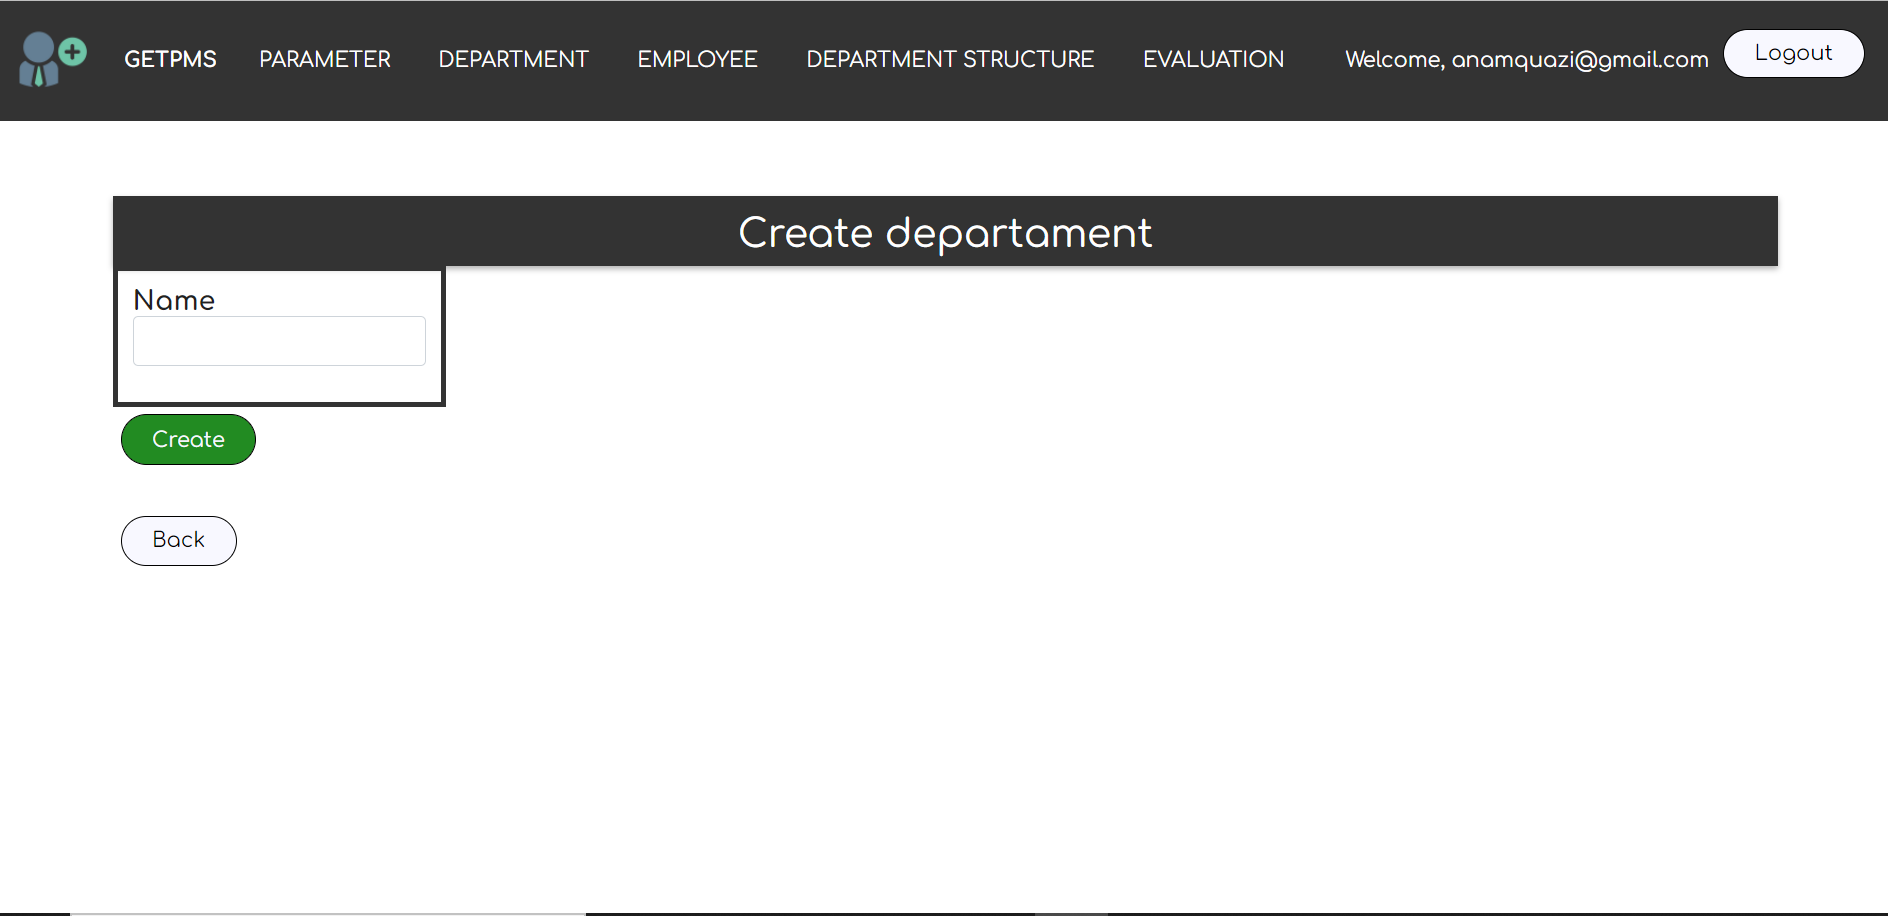 GETPMS PARAMETER DEPARTMENT EMPLOYEE DEPARTMENT STRUCTURE EVALUATION Welcome, anamquazi@gmail.com Logout
Create departament
Name
Create
Back